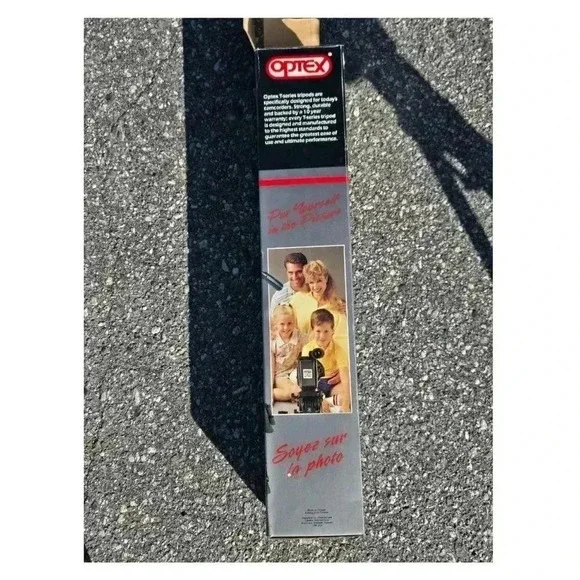 OPTEX
Optex T-series tripods are
specifically designed for today's
camcorders. Strong, durable
and backed by a 10 year
warranty; every T-series tripod
is designed and manufactured
to the highest standards to
guarantee the greatest ease of
use and ultimate performance.
Put Yourself
in the Picture
Soyez sur
la photo